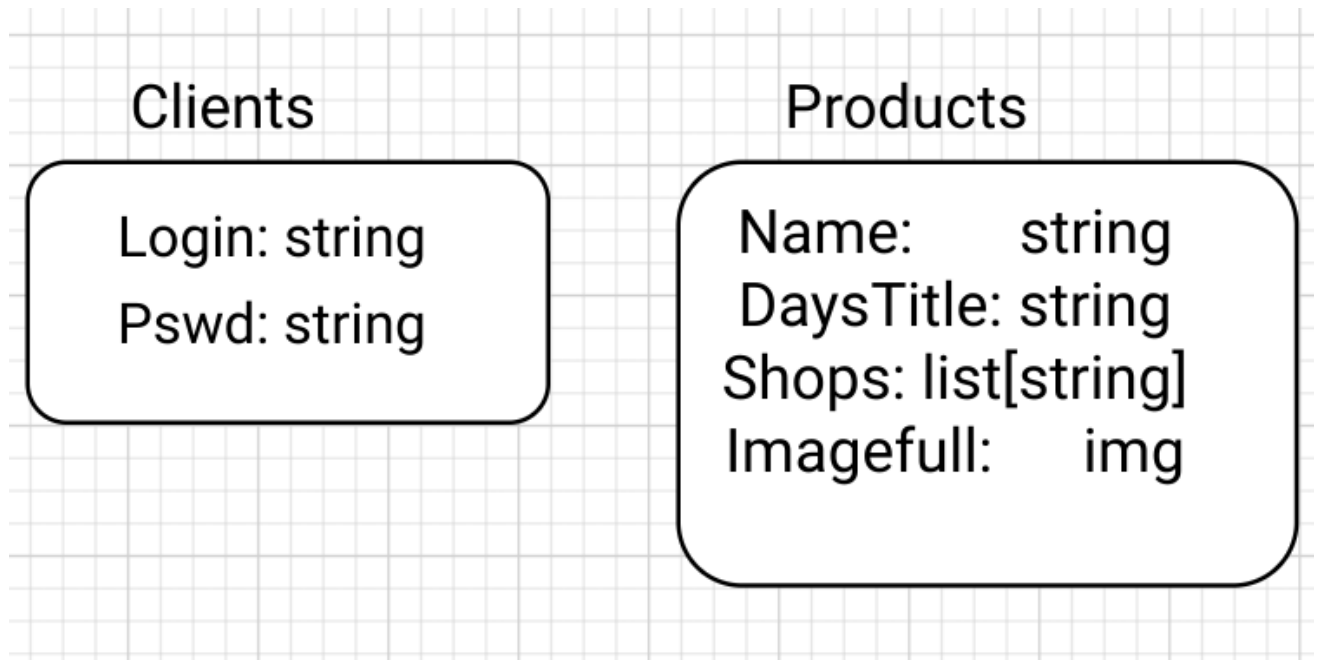 Clients
Login: string
Pswd: string
Products
Name: string
DaysTitle: string
Shops: list[string]
Imagefull: img